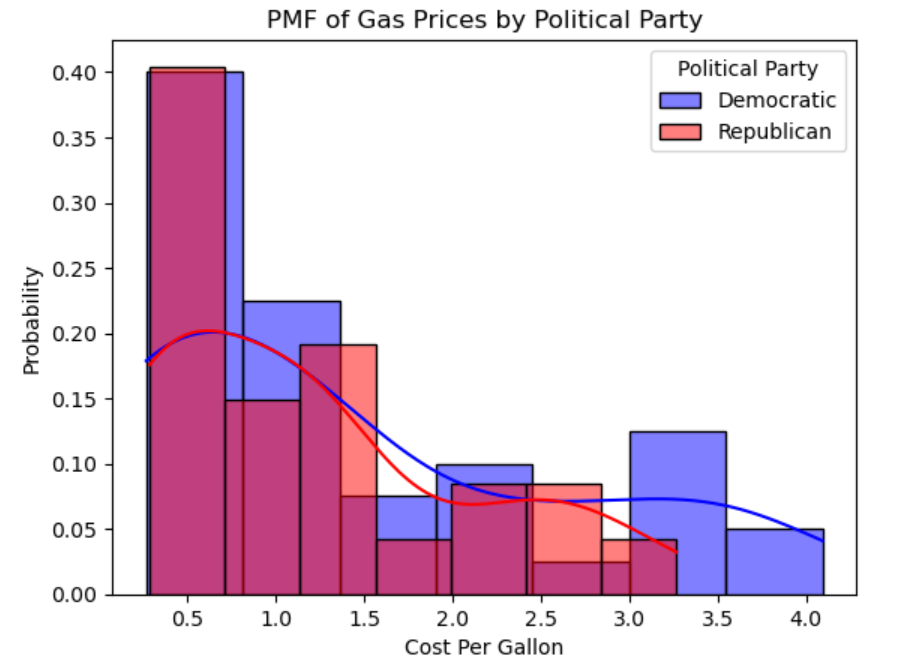 PMF of Gas Prices by Political Party
Political Party
Democratic
Republican
Probability
0.40
0.35
0.30
0.25
0.20
0.15
0.10
0.05
0.00
0.5 1.0 1.5 2.0 2.5 3.0 3.5 4.0
Cost Per Gallon